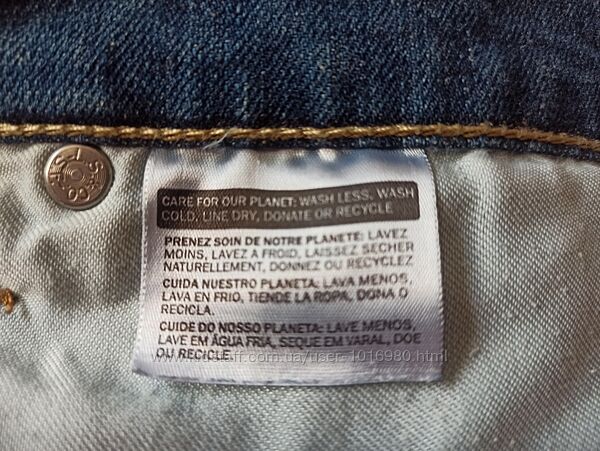 CARE FOR OUR PLANET: WASH LESS, WASH
COLD, LINE DRY, DONATE OR RECYCLE
PRENEZ SOIN DE NOTRE PLANETE: LAVEZ
MOINS, LAVEZ A FROID, LAISSEZ SECHER
NATURELLEMENT, DONNEZ OU RECYCLEZ
CUIDA NUESTRO PLANETA: LAVA MENOS,
LAVA EN FRIO, TIENDE LA ROPA, DONA O
RECICLA.
CUIDE DO NOSSO PLANETA: LAVE MENOS,
LAVE EM ÁGUA FRIA, SEQUE EM VARAL, DOE
OU RECICLE.